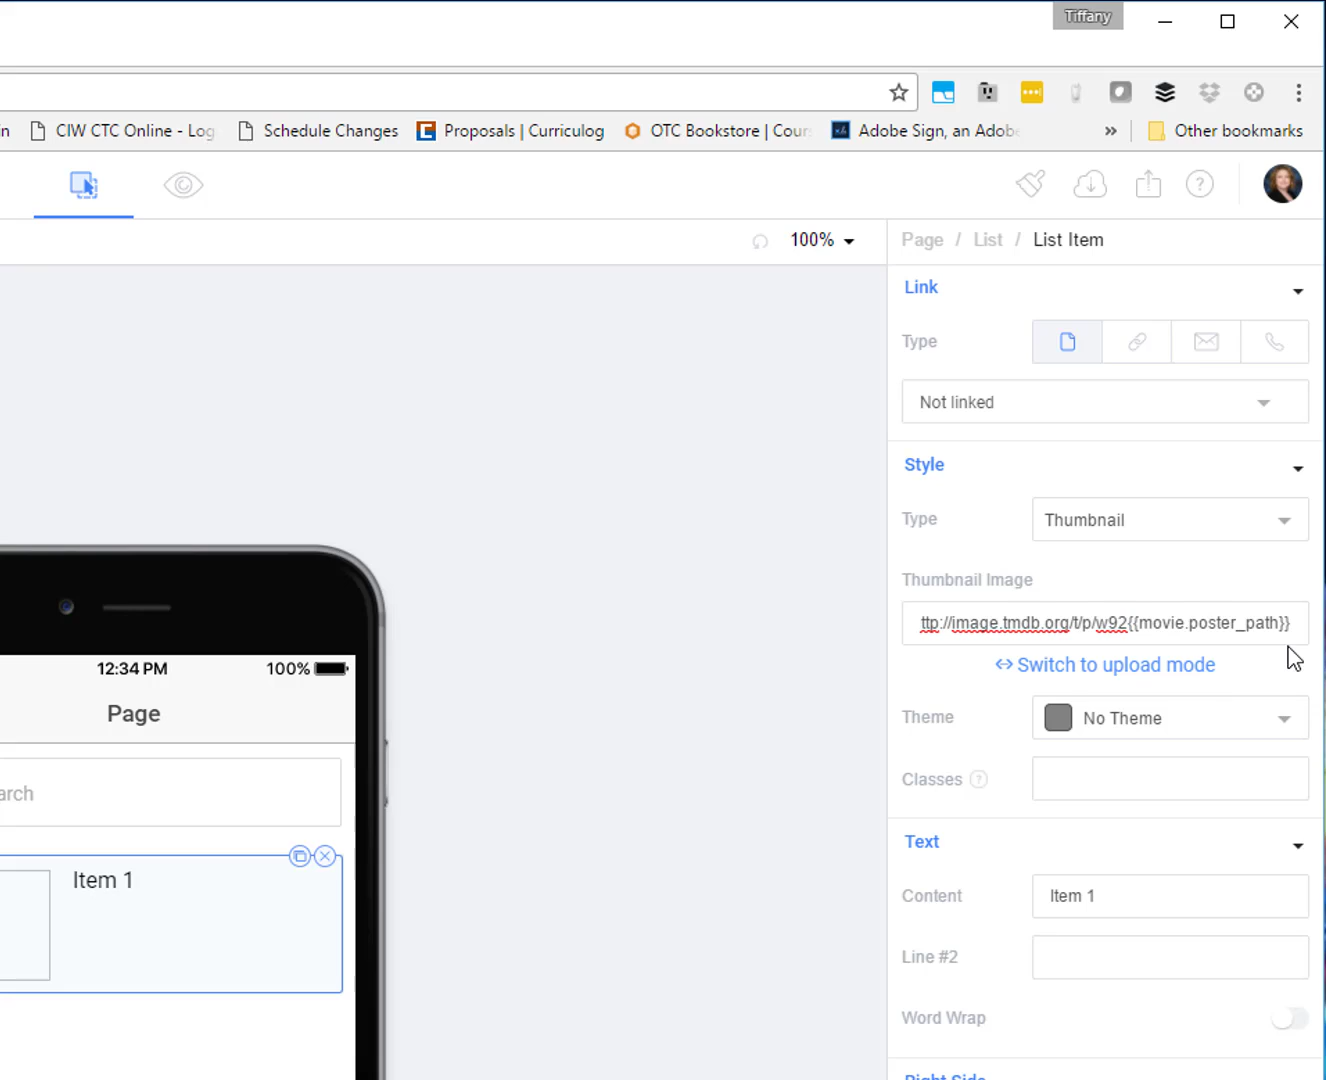 Tiffany
in CIW CTC Online - Log Schedule Changes Proposals | Curriculog OTC Bookstore | Cour Adobe Sign, an Adob » Other bookmarks
100% Page / List / List Item
Link
Type
Not linked
Style
Type Thumbnail
Thumbnail Image
ttp://image.tmdb.org/t/p/w92{{movie.poster_path}}
Switch to upload mode
12:34 PM 100%
Page
Theme No Theme
Classes ?
arch
Text
Item 1
Content Item 1
Line #2
Word Wrap
Right Side